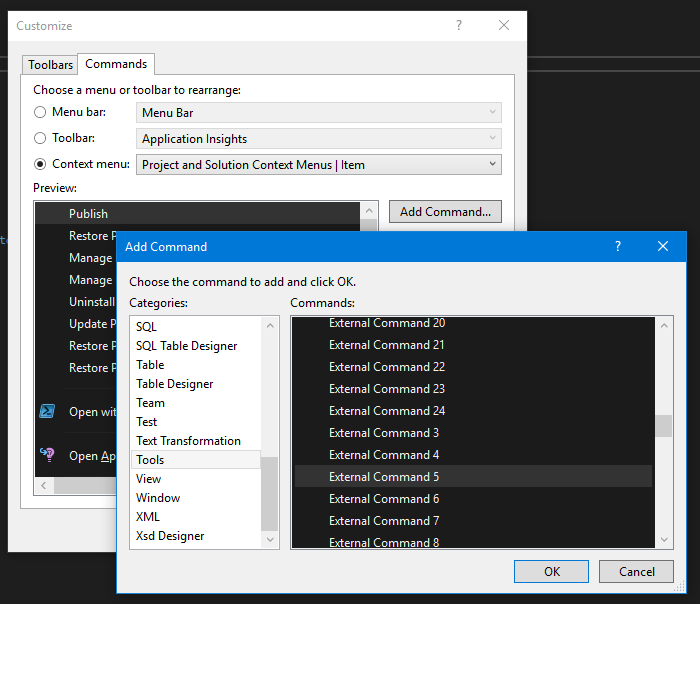 Customize
?
Toolbars Commands
Choose a menu or toolbar to rearrange:
Menu bar: Menu Bar
Toolbar: Application Insights
Context menu: Project and Solution Context Menus | Item
Preview:
Publish
Add Command...
Restore P
Manage
Manage
Uninstall
Update P
Restore P
Restore P
Open wit
Open Ap
Add Command
?
Choose the command to add and click OK.
Categories:
SQL
SQL Table Designer
Table
Table Designer
Team
Test
Text Transformation
Tools
View
Window
XML
Xsd Designer
Commands:
External Command 20
External Command 21
External Command 22
External Command 23
External Command 24
External Command 3
External Command 4
External Command 5
External Command 6
External Command 7
External Command 8
OK
Cancel